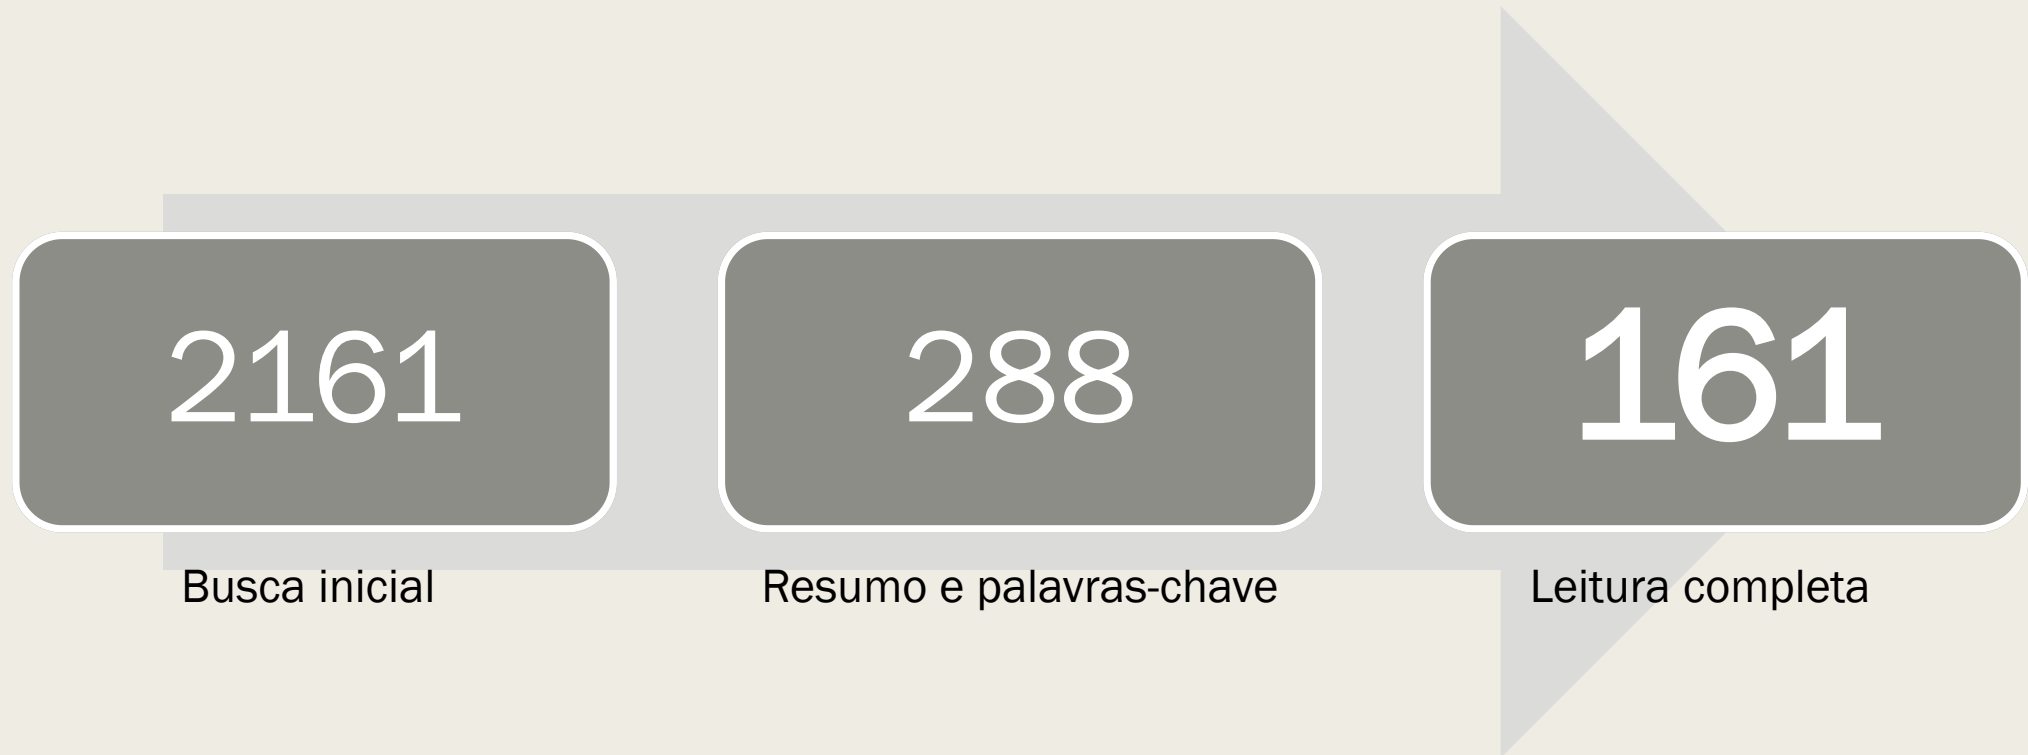 2161
288
161
Busca inicial
Resumo e palavras-chave
Leitura completa